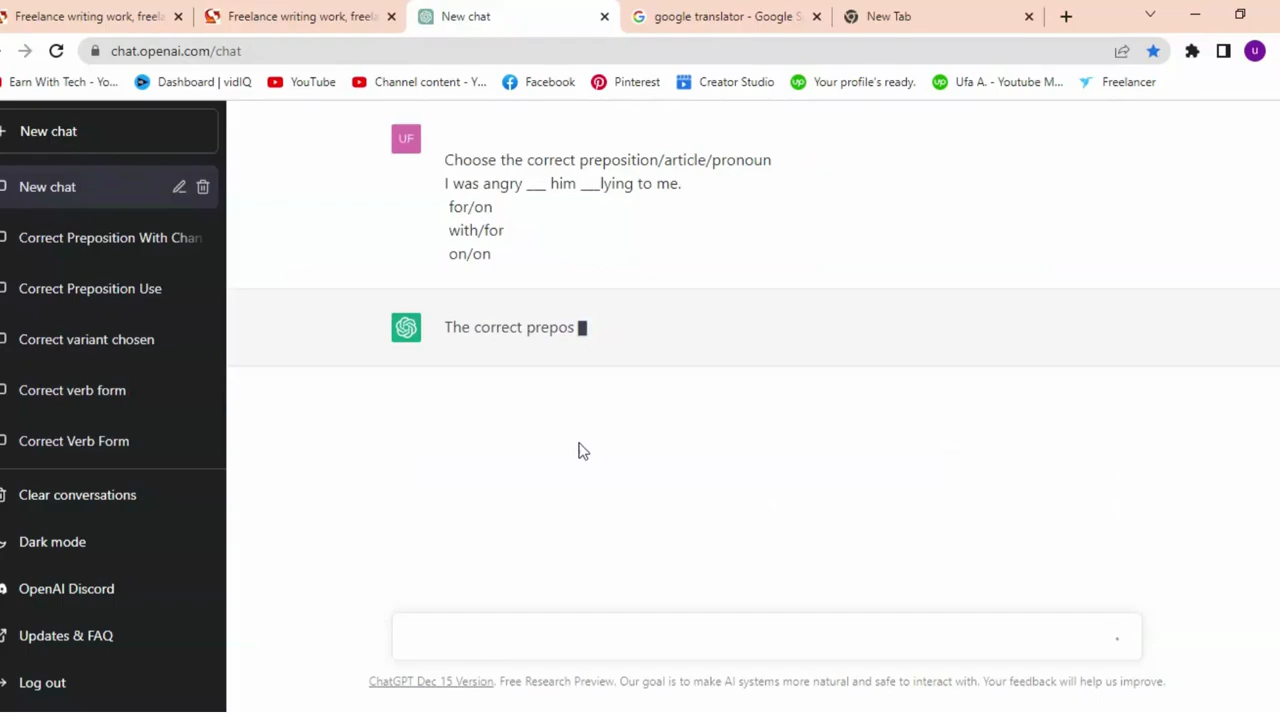 Freelance writing work, freela
Freelance writing work, freela
New chat
google translator - Google S
New Tab
chat.openai.com/chat
u
Earn With Tech - Yo...
Dashboard | vidIQ
YouTube
Channel content - Y...
Facebook
Pinterest
Creator Studio
Your profile's ready.
Ufa A. - Youtube M...
Freelancer
New chat
New chat
Correct Preposition With Chan
Correct Preposition Use
Correct variant chosen
Correct verb form
Correct Verb Form
Clear conversations
Dark mode
OpenAI Discord
Updates & FAQ
Log out
UF
Choose the correct preposition/article/pronoun
I was angry ___ him ___lying to me.
for/on
with/for
on/on
The correct prepos
ChatGPT Dec 15 Version. Free Research Preview. Our goal is to make AI systems more natural and safe to interact with. Your feedback will help us improve.